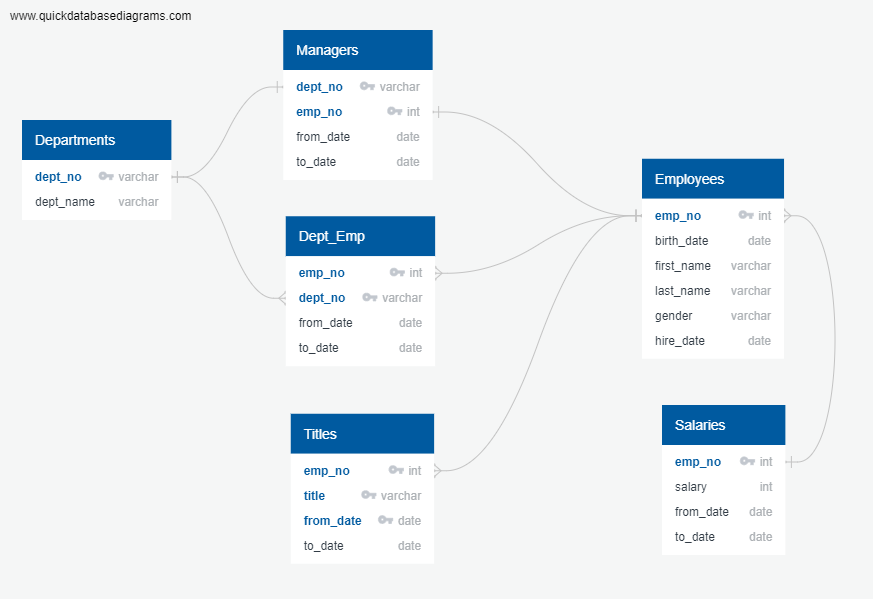 www.quickdatabasediagrams.com
Managers
dept_no varchar
emp_no int
from_date date
to_date date
Departments
dept_no varchar
dept_name varchar
Dept_Emp
emp_no int
dept_no varchar
from_date date
to_date date
Employees
emp_no int
birth_date date
first_name varchar
last_name varchar
gender varchar
hire_date date
Titles
emp_no int
title varchar
from_date date
to_date date
Salaries
emp_no int
salary int
from_date date
to_date date